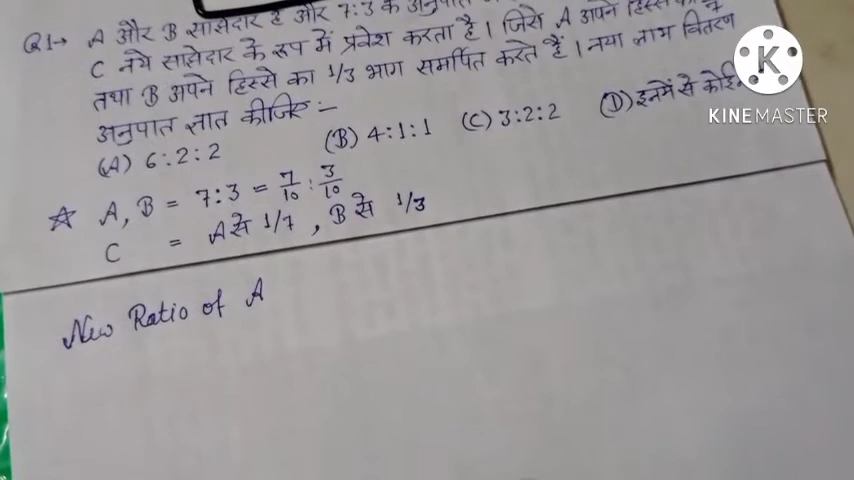 Q1→ A और B साझेदार है और 7:3 के अनुपात
C नये साझेदार के रूप में प्रवेश करता है। जिसे A अपने हिस्से का
तथा B अपने हिस्से का 1/3 भाग समर्पित करते हैं। नया लाभ वितरण
अनुपात ज्ञात कीजिए :-
(A) 6:2:2 (B) 4:1:1 (C) 3:2:2 (D) इनमें से कोई
☆ A, B = 7:3 = 7/10 : 3/10
C = A से 1/7 , B से 1/3
New Ratio of A
K
KINEMASTER